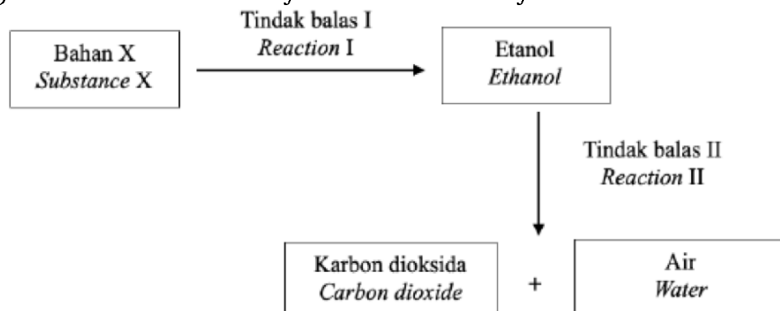 Tindak balas I
Reaction I
Bahan X
Substance X
Etanol
Ethanol
Tindak balas II
Reaction II
Karbon dioksida
Carbon dioxide
+
Air
Water